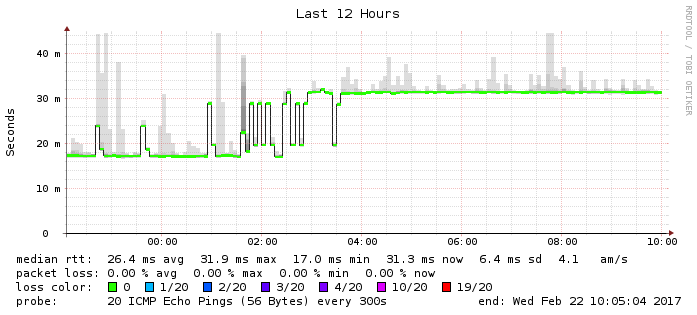 Last 12 Hours
RRDTOOL / TOBI OETIKER
Seconds
40 m
30 m
20 m
10 m
0
00:00 02:00 04:00 06:00 08:00 10:00
median rtt: 26.4 ms avg 31.9 ms max 17.0 ms min 31.3 ms now 6.4 ms sd 4.1 am/s
packet loss: 0.00 % avg 0.00 % max 0.00 % min 0.00 % now
loss color: 0 1/20 2/20 3/20 4/20 10/20 19/20
probe: 20 ICMP Echo Pings (56 Bytes) every 300s end: Wed Feb 22 10:05:04 2017